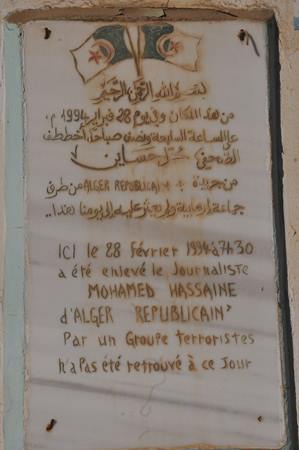 بسم الله الرحمن الرحيم
من هذا المكان وفي يوم 28 فبراير 1994 م،
على الساعة السابعة ونصف صباحا، أختطف
الصحفي محمد حساين
من جريدة ALGER REPUBLICAIN من طرف
جماعة إرهابية ولم يعثر عليه إلى يومنا هذا..
ICI le 28 Février 1994 à 7h30
a été enlevé le Journaliste
MOHAMED HASSAINE
d'ALGER REPUBLICAIN'
Par un Groupe terroristes
n'a Pas été retrouvé à ce Jour